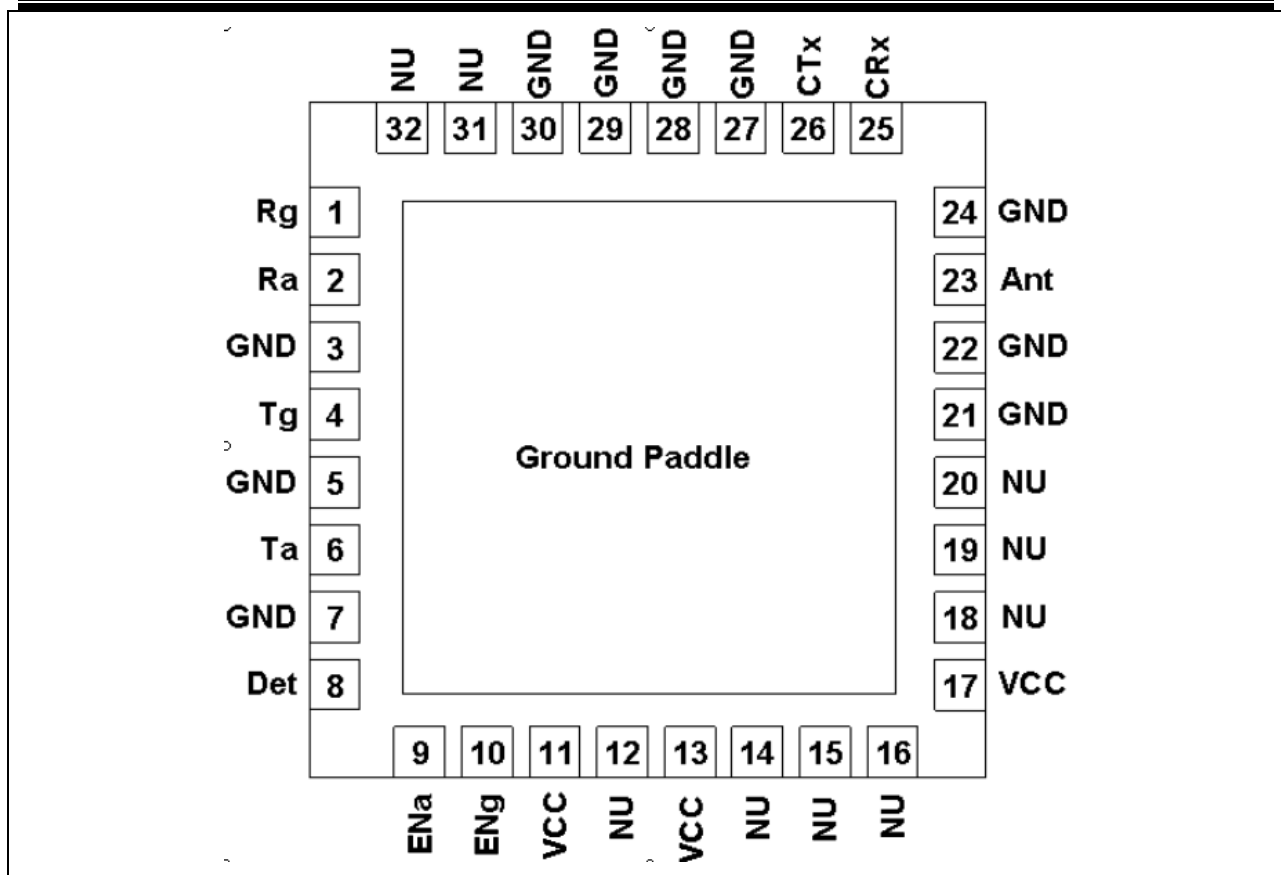 NU NU GND GND GND GND CTx CRx
32 31 30 29 28 27 26 25
Rg 1 24 GND
Ra 2 23 Ant
GND 3 22 GND
Tg 4 21 GND
Ground Paddle
GND 5 20 NU
Ta 6 19 NU
GND 7 18 NU
Det 8 17 VCC
9 10 11 12 13 14 15 16
ENa ENg VCC NU VCC NU NU NU